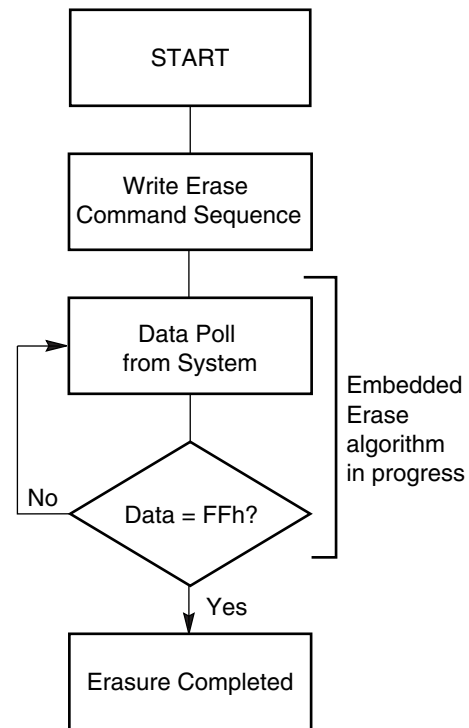 START
Write Erase
Command Sequence
Data Poll
from System
Embedded
Erase
algorithm
in progress
No
Data = FFh?
Yes
Erasure Completed